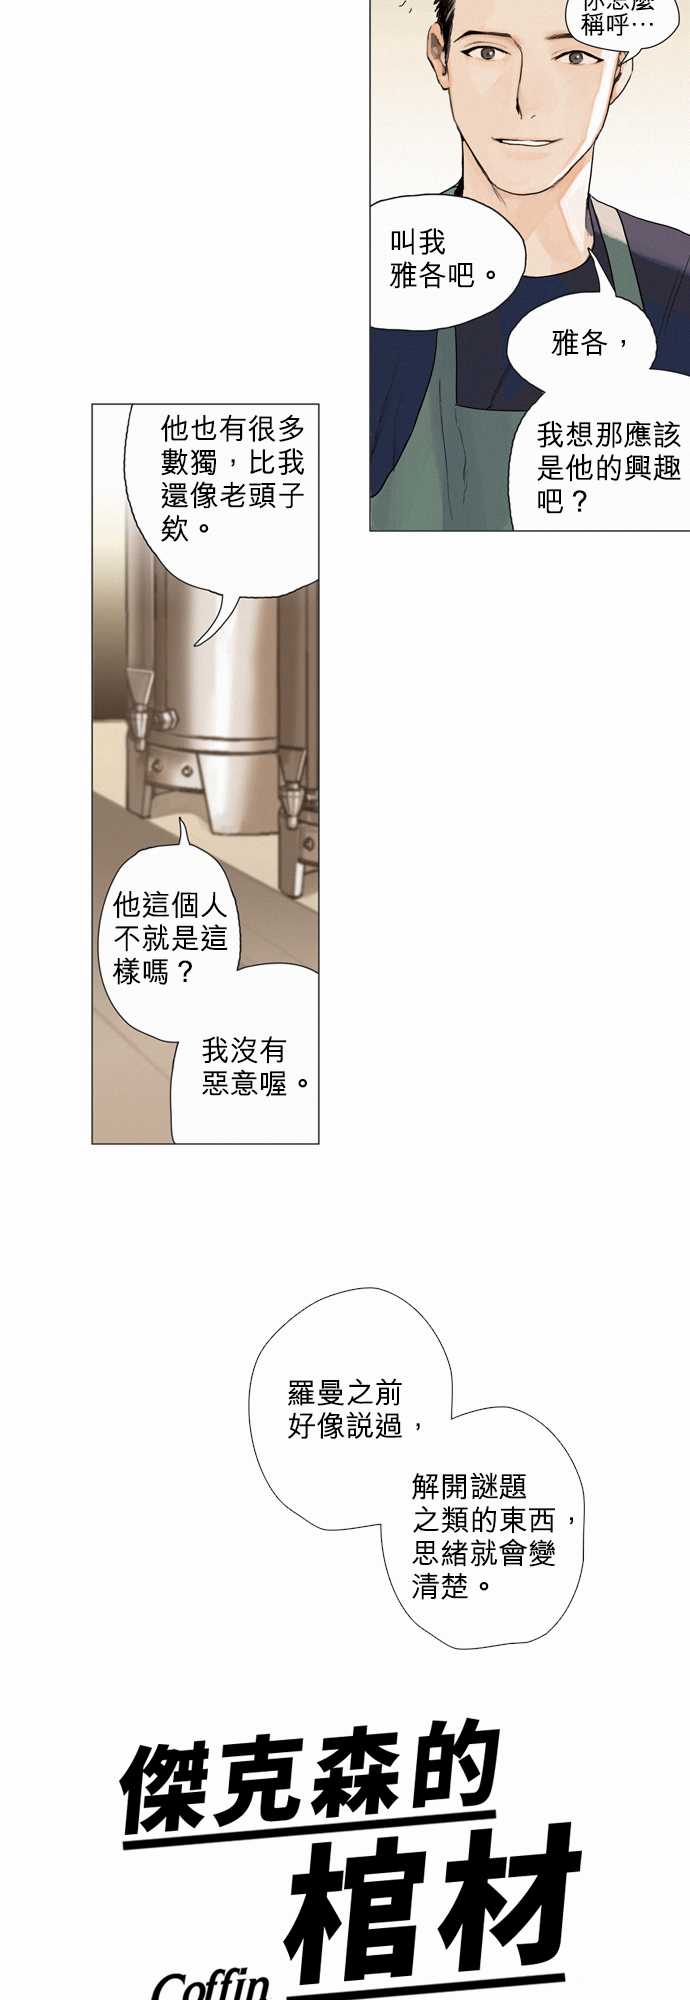 你怎麼
稱呼…
叫我
雅各吧。
雅各，
我想那應該
是他的興趣
吧？
他也有很多
數獨，比我
還像老頭子
欸。
他這個人
不就是這
樣嗎？
我沒有
惡意喔。
羅曼之前
好像説過，
解開謎題
之類的東西，
思緒就會變
清楚。
傑克森的
棺材
Coffin